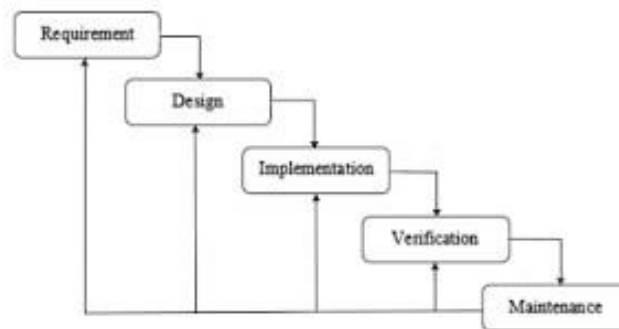 Requirement
Design
Implementation
Verification
Maintenance